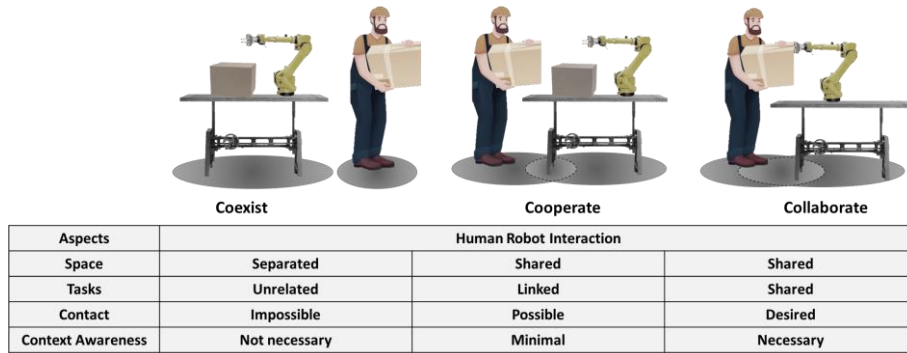 Coexist Cooperate Collaborate
Aspects Human Robot Interaction
Space Separated Shared Shared
Tasks Unrelated Linked Shared
Contact Impossible Possible Desired
Context Awareness Not necessary Minimal Necessary